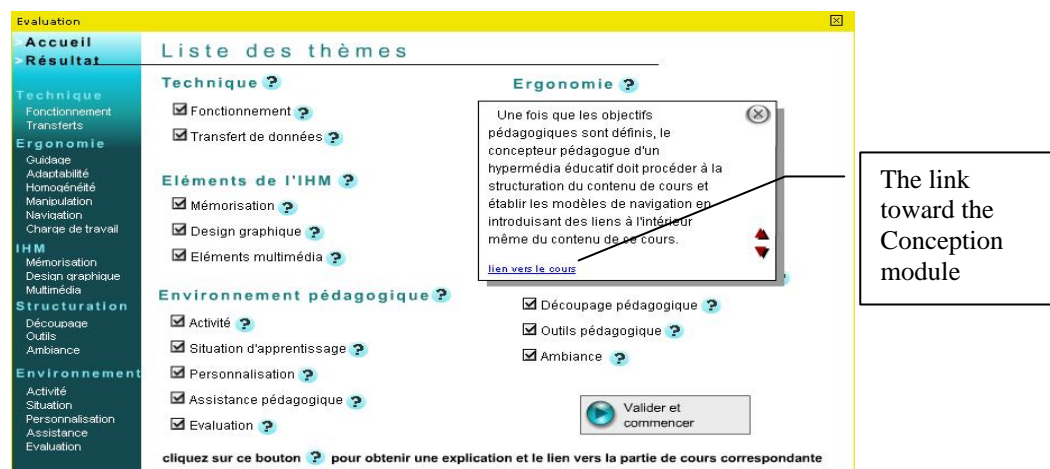 Evaluation
>Accueil
>Résultat
Technique
Fonctionnement
Transferts
Ergonomie
Guidage
Adaptabilité
Homogénéité
Manipulation
Navigation
Charge de travail
IHM
Mémorisation
Design graphique
Multimédia
Structuration
Découpage
Outils
Ambiance
Environnement
Activité
Situation
Personnalisation
Assistance
Evaluation
Liste des thèmes
Technique ?
Fonctionnement ?
Transfert de données ?
Eléments de l'IHM ?
Mémorisation ?
Design graphique ?
Eléments multimédia ?
Environnement pédagogique ?
Activité ?
Situation d'apprentissage ?
Personnalisation ?
Assistance pédagogique ?
Evaluation ?
Ergonomie ?
Une fois que les objectifs
pédagogiques sont définis, le
concepteur pédagogue d'un
hypermédia éducatif doit procéder à la
structuration du contenu de cours et
établir les modèles de navigation en
introduisant des liens à l'intérieur
même du contenu de ce cours.
lien vers le cours
Découpage pédagogique ?
Outils pédagogique ?
Ambiance ?
Valider et
commencer
cliquez sur ce bouton ? pour obtenir une explication et le lien vers la partie de cours correspondante
The link
toward the
Conception
module